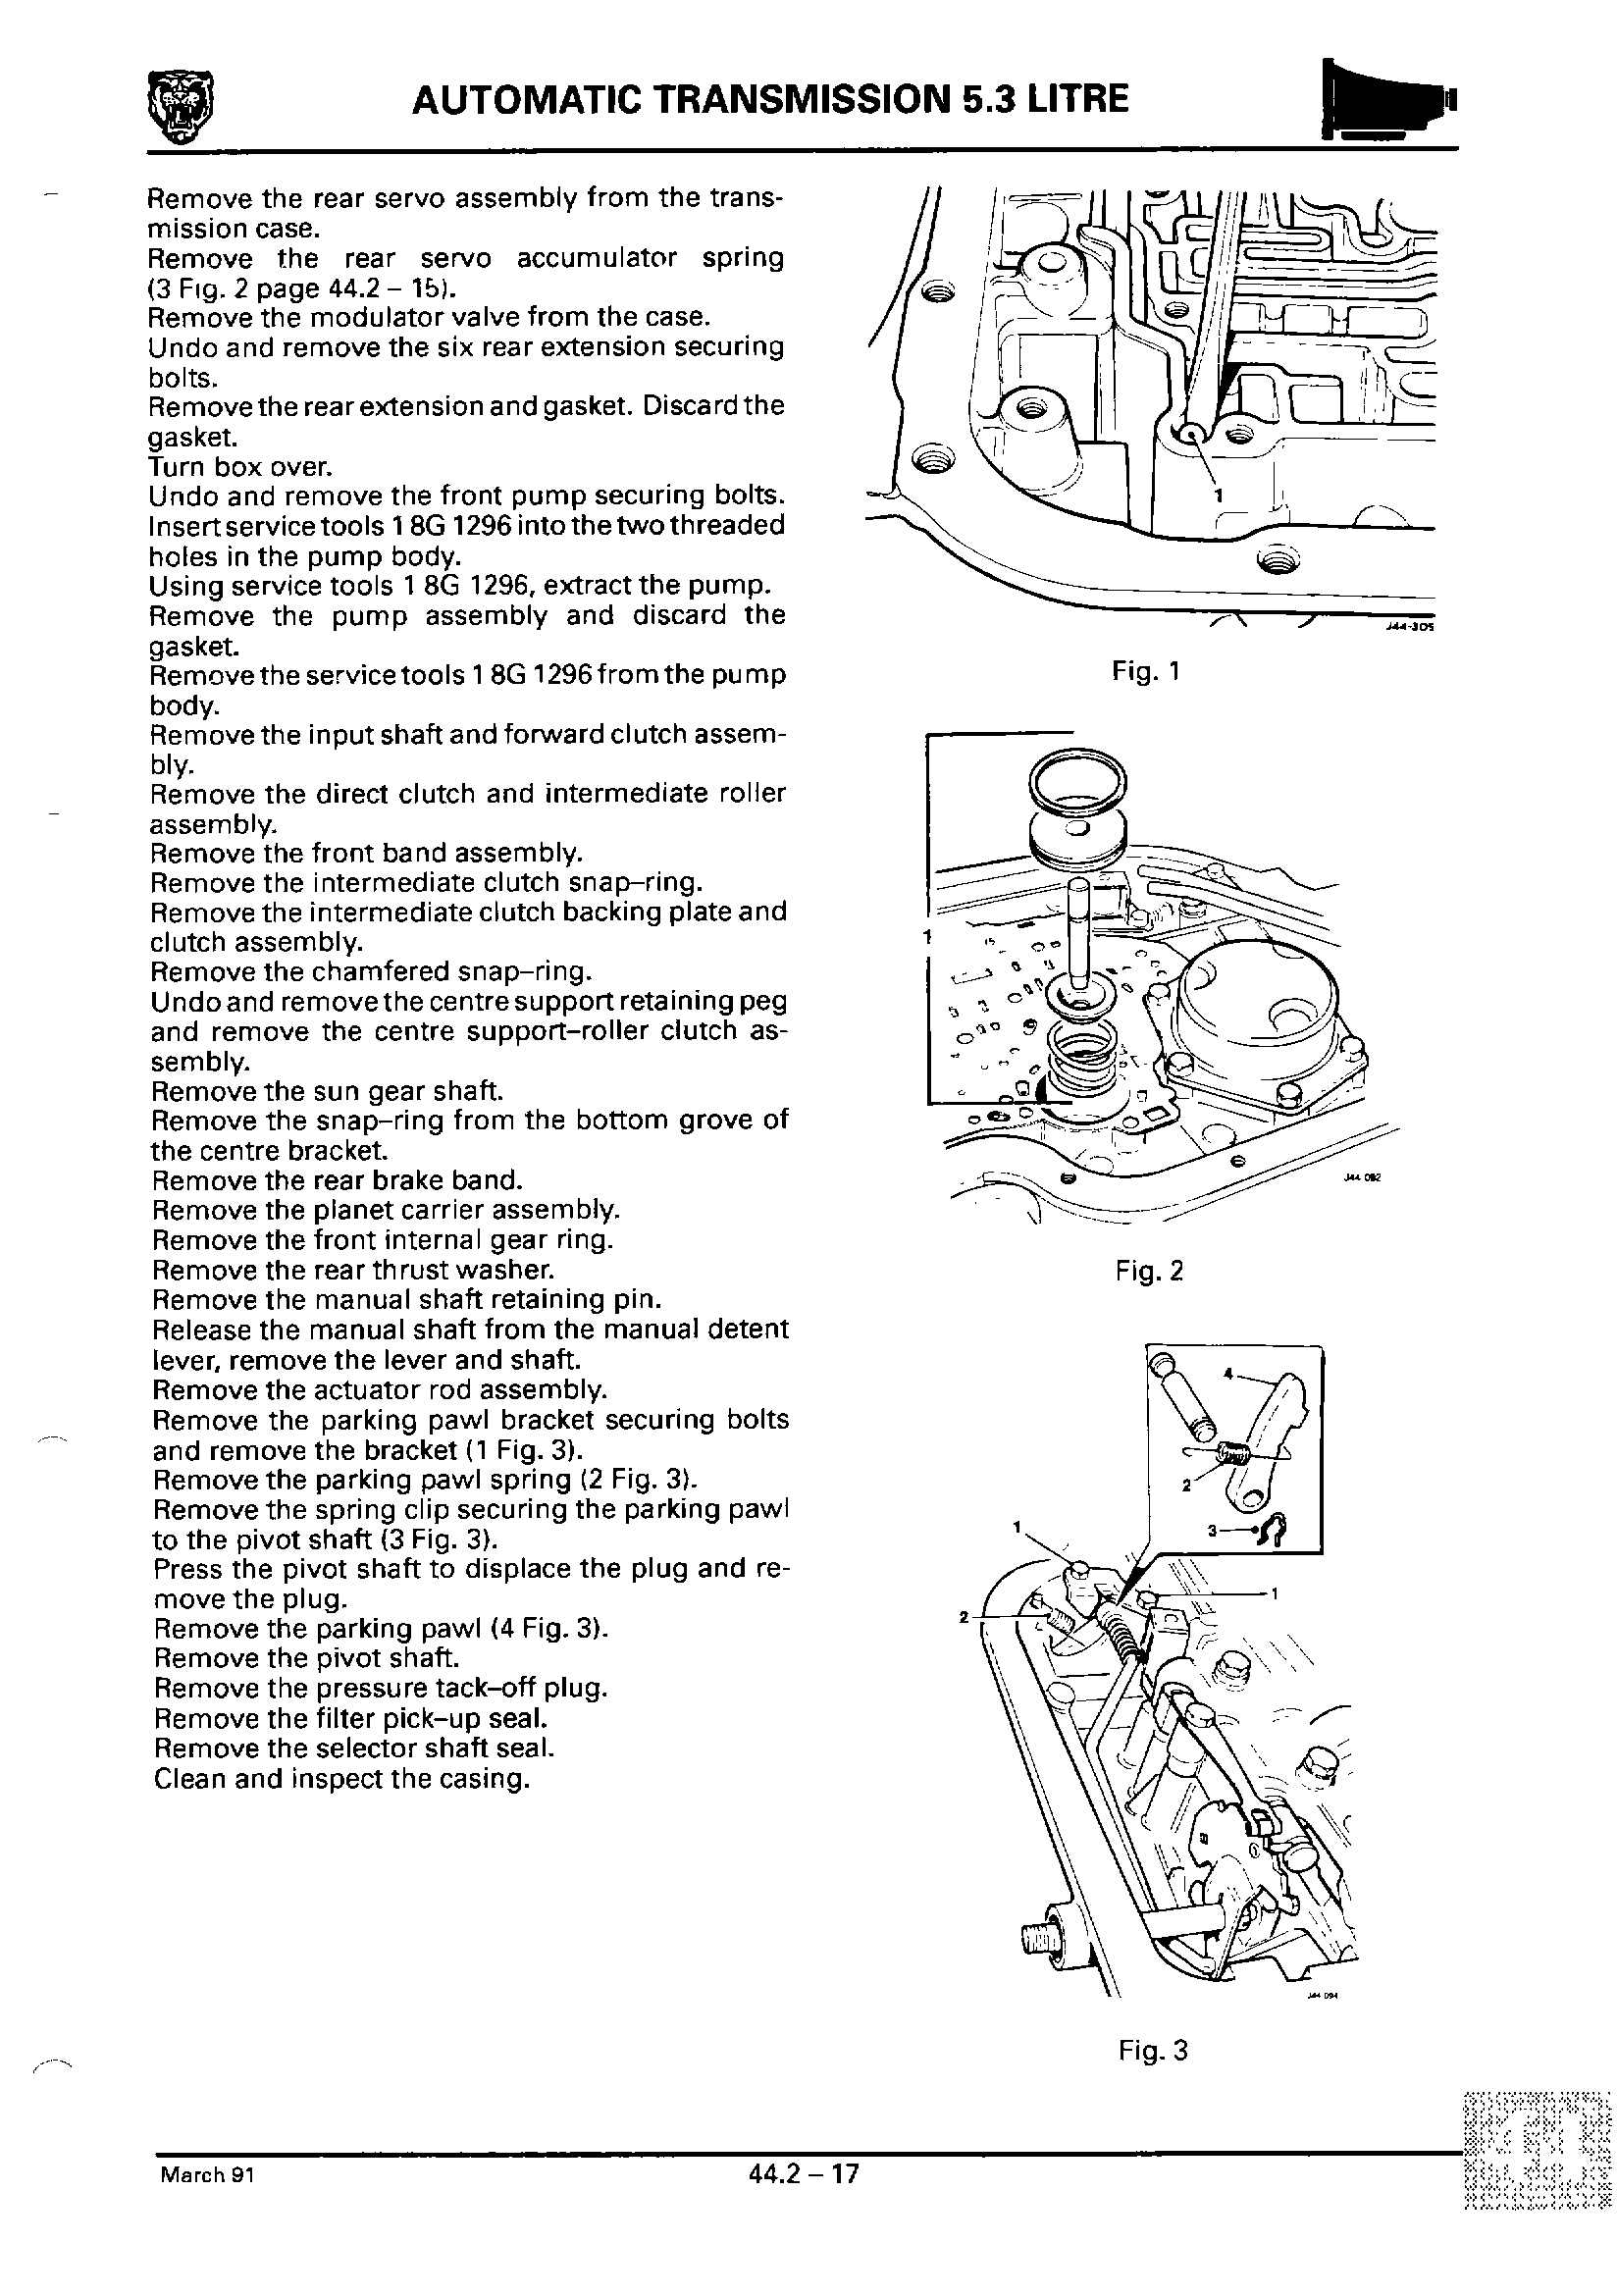 AUTOMATIC TRANSMISSION 5.3 LITRE
Remove the rear servo assembly from the trans-
mission case.
Remove the rear servo accumulator spring
(3 Fig. 2 page 44.2 – 15).
Remove the modulator valve from the case.
Undo and remove the six rear extension securing
bolts.
Remove the rear extension and gasket. Discard the
gasket.
Turn box over.
Undo and remove the front pump securing bolts.
Insert service tools 1 8G 1296 into the two threaded
holes in the pump body.
Using service tools 1 8G 1296, extract the pump.
Remove the pump assembly and discard the
gasket.
Remove the service tools 1 8G 1296 from the pump
body.
Remove the input shaft and forward clutch assem-
bly.
Remove the direct clutch and intermediate roller
assembly.
Remove the front band assembly.
Remove the intermediate clutch snap–ring.
Remove the intermediate clutch backing plate and
clutch assembly.
Remove the chamfered snap–ring.
Undo and remove the centre support retaining peg
and remove the centre support–roller clutch as-
sembly.
Remove the sun gear shaft.
Remove the snap–ring from the bottom grove of
the centre bracket.
Remove the rear brake band.
Remove the planet carrier assembly.
Remove the front internal gear ring.
Remove the rear thrust washer.
Remove the manual shaft retaining pin.
Release the manual shaft from the manual detent
lever, remove the lever and shaft.
Remove the actuator rod assembly.
Remove the parking pawl bracket securing bolts
and remove the bracket (1 Fig. 3).
Remove the parking pawl spring (2 Fig. 3).
Remove the spring clip securing the parking pawl
to the pivot shaft (3 Fig. 3).
Press the pivot shaft to displace the plug and re-
move the plug.
Remove the parking pawl (4 Fig. 3).
Remove the pivot shaft.
Remove the pressure tack–off plug.
Remove the filter pick–up seal.
Remove the selector shaft seal.
Clean and inspect the casing.
1
J44-305
Fig. 1
1
J44 092
Fig. 2
4
2
3
1
1
2
J44 094
Fig. 3
March 91
44.2 – 17